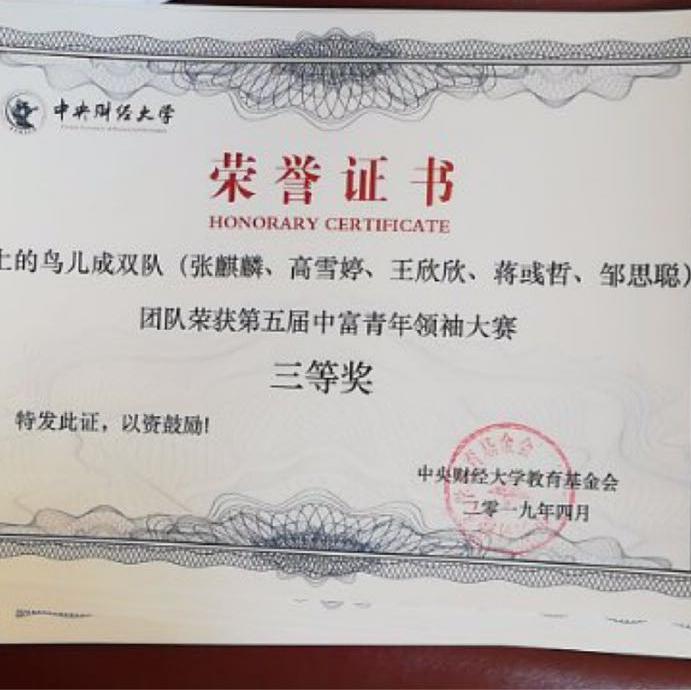 中央财经大学
荣誉证书
HONORARY CERTIFICATE
上的鸟儿成双队（张麒麟、高雪婷、王欣欣、蒋彧哲、邹思聪）
团队荣获第五届中富青年领袖大赛
三等奖
特发此证，以资鼓励！
中央财经大学教育基金会
二零一九年四月
育基金会